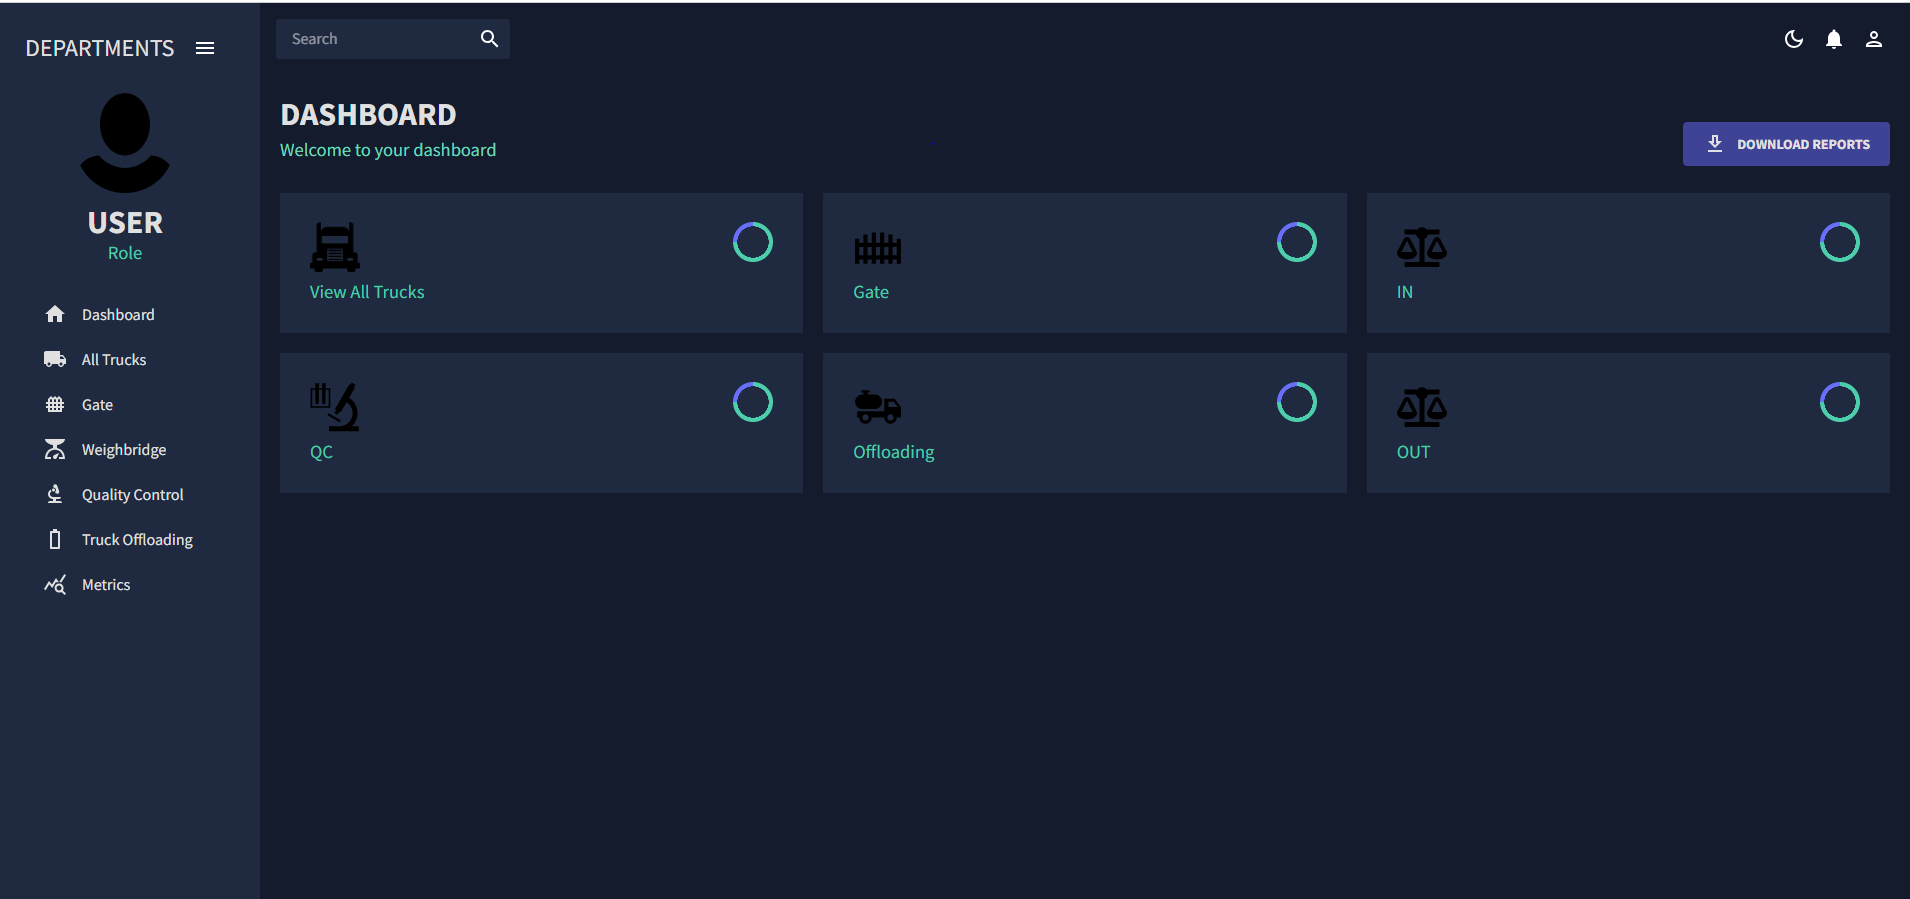 DEPARTMENTS
Search
USER
Role
Dashboard
All Trucks
Gate
Weighbridge
Quality Control
Truck Offloading
Metrics
DASHBOARD
Welcome to your dashboard
DOWNLOAD REPORTS
View All Trucks
Gate
IN
QC
Offloading
OUT